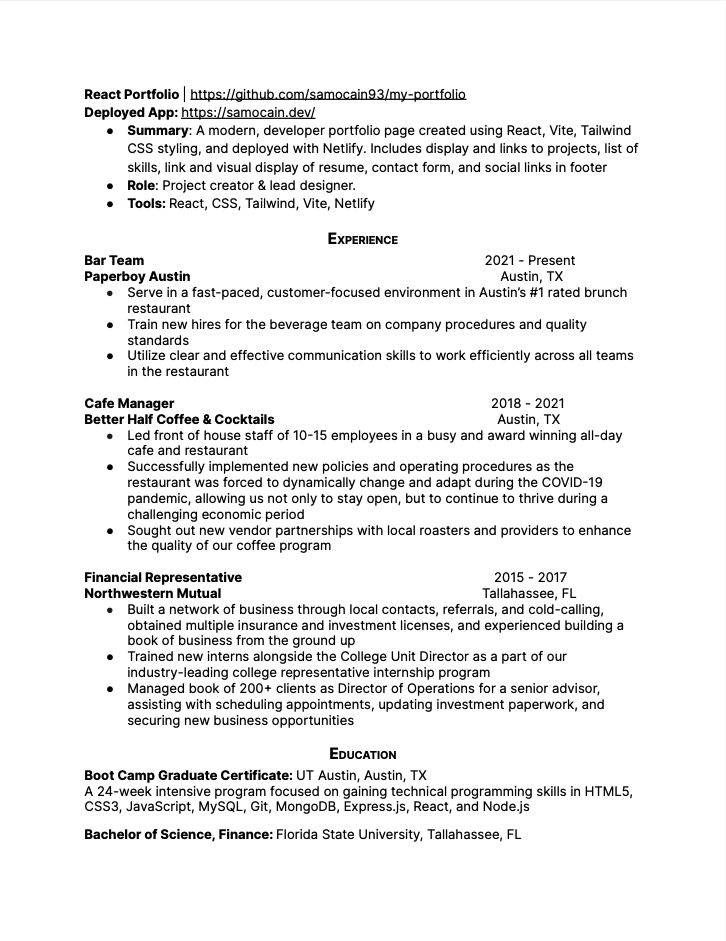 React Portfolio | https://github.com/samocain93/my-portfolio
Deployed App: https://samocain.dev/
● Summary: A modern, developer portfolio page created using React, Vite, Tailwind
CSS styling, and deployed with Netlify. Includes display and links to projects, list of
skills, link and visual display of resume, contact form, and social links in footer
● Role: Project creator & lead designer.
● Tools: React, CSS, Tailwind, Vite, Netlify
Experience
Bar Team 2021 - Present
Paperboy Austin Austin, TX
● Serve in a fast-paced, customer-focused environment in Austin's #1 rated brunch
restaurant
● Train new hires for the beverage team on company procedures and quality
standards
● Utilize clear and effective communication skills to work efficiently across all teams
in the restaurant
Cafe Manager 2018 - 2021
Better Half Coffee & Cocktails Austin, TX
● Led front of house staff of 10-15 employees in a busy and award winning all-day
cafe and restaurant
● Successfully implemented new policies and operating procedures as the
restaurant was forced to dynamically change and adapt during the COVID-19
pandemic, allowing us not only to stay open, but to continue to thrive during a
challenging economic period
● Sought out new vendor partnerships with local roasters and providers to enhance
the quality of our coffee program
Financial Representative 2015 - 2017
Northwestern Mutual Tallahassee, FL
● Built a network of business through local contacts, referrals, and cold-calling,
obtained multiple insurance and investment licenses, and experienced building a
book of business from the ground up
● Trained new interns alongside the College Unit Director as a part of our
industry-leading college representative internship program
● Managed book of 200+ clients as Director of Operations for a senior advisor,
assisting with scheduling appointments, updating investment paperwork, and
securing new business opportunities
Education
Boot Camp Graduate Certificate: UT Austin, Austin, TX
A 24-week intensive program focused on gaining technical programming skills in HTML5,
CSS3, JavaScript, MySQL, Git, MongoDB, Express.js, React, and Node.js
Bachelor of Science, Finance: Florida State University, Tallahassee, FL